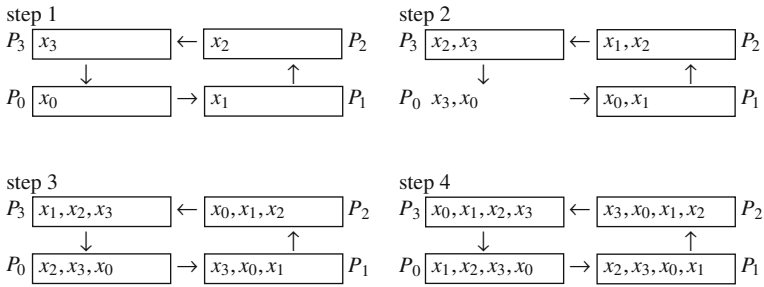 step 1
P₃ x₃ ← x₂ P₂
↓ ↑
P₀ x₀ → x₁ P₁
step 2
P₃ x₂, x₃ ← x₁, x₂ P₂
↓ ↑
P₀ x₃, x₀ → x₀, x₁ P₁
step 3
P₃ x₁, x₂, x₃ ← x₀, x₁, x₂ P₂
↓ ↑
P₀ x₂, x₃, x₀ → x₃, x₀, x₁ P₁
step 4
P₃ x₀, x₁, x₂, x₃ ← x₃, x₀, x₁, x₂ P₂
↓ ↑
P₀ x₁, x₂, x₃, x₀ → x₂, x₃, x₀, x₁ P₁